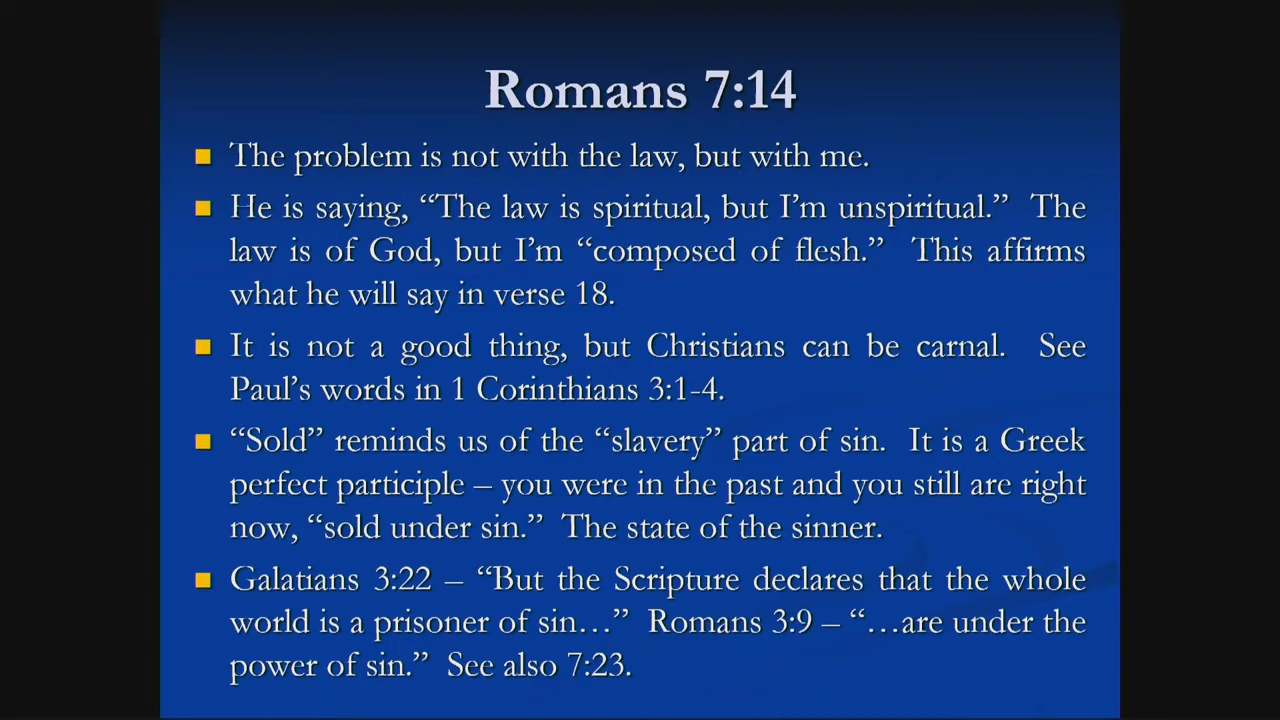 Romans 7:14
The problem is not with the law, but with me.
He is saying, “The law is spiritual, but I’m unspiritual.” The
law is of God, but I’m “composed of flesh.” This affirms
what he will say in verse 18.
It is not a good thing, but Christians can be carnal. See
Paul’s words in 1 Corinthians 3:1-4.
“Sold” reminds us of the “slavery” part of sin. It is a Greek
perfect participle – you were in the past and you still are right
now, “sold under sin.” The state of the sinner.
Galatians 3:22 – “But the Scripture declares that the whole
world is a prisoner of sin…” Romans 3:9 – “…are under the
power of sin.” See also 7:23.